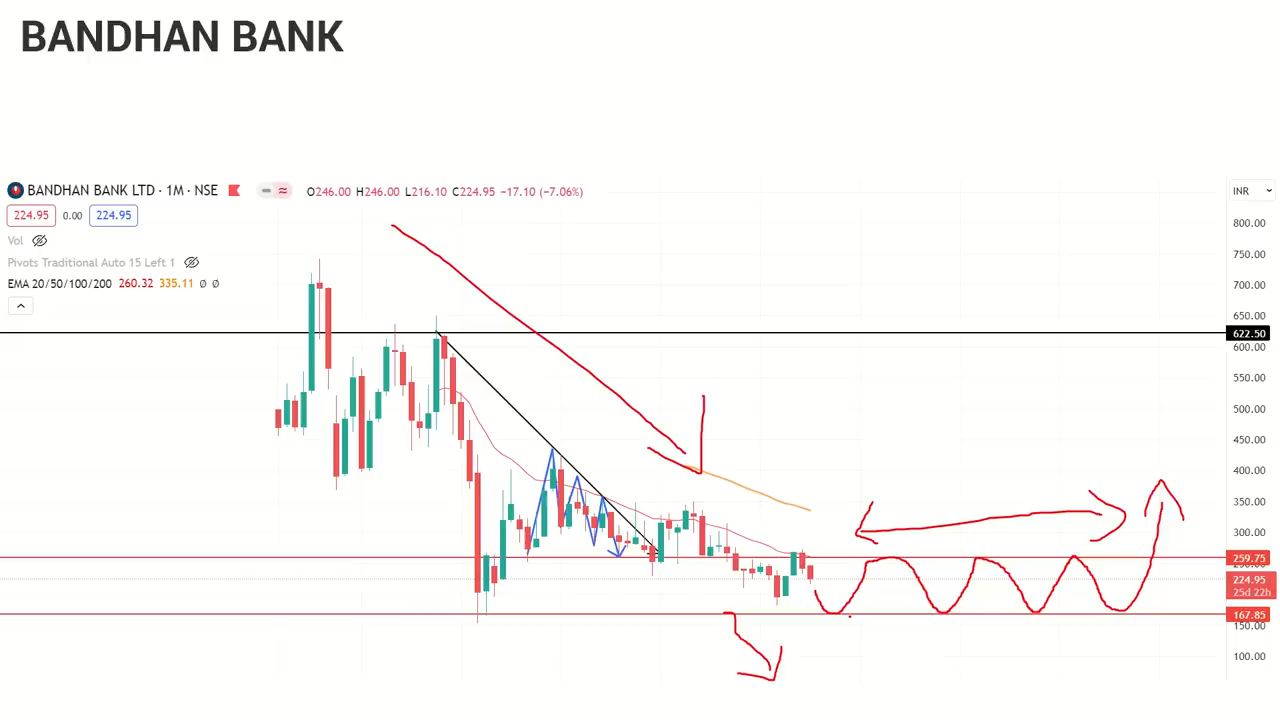 BANDHAN BANK
BANDHAN BANK LTD · 1M · NSE O246.00 H246.00 L216.10 C224.95 −17.10 (−7.06%) INR
224.95 0.00 224.95
Vol
Pivots Traditional Auto 15 Left 1
EMA 20/50/100/200 260.32 335.11 Ø Ø
800.00
750.00
700.00
650.00
622.50
600.00
550.00
500.00
450.00
400.00
350.00
300.00
259.75
224.95
25d 22h
167.85
150.00
100.00